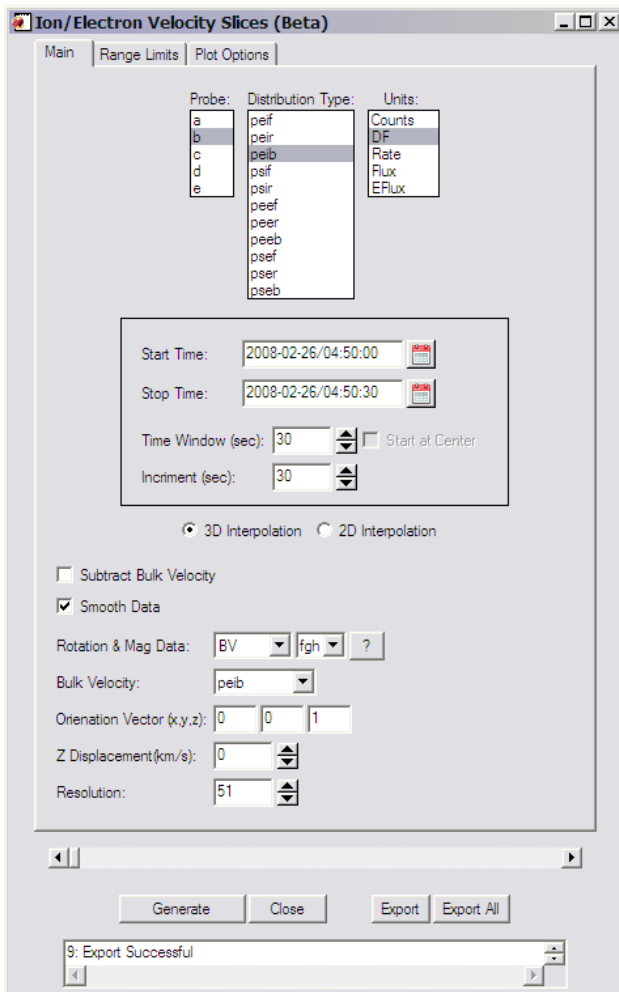 Ion/Electron Velocity Slices (Beta)
Main Range Limits Plot Options
Probe: Distribution Type: Units:
a peif Counts
b peir DF
c peib Rate
d psif Flux
e psir EFlux
peef
peer
peeb
psef
pser
pseb
Start Time: 2008-02-26/04:50:00
Stop Time: 2008-02-26/04:50:30
Time Window (sec): 30 Start at Center
Incriment (sec): 30
3D Interpolation 2D Interpolation
Subtract Bulk Velocity
Smooth Data
Rotation & Mag Data: BV fgh ?
Bulk Velocity: peib
Orienation Vector (x,y,z): 0 0 1
Z Displacement(km/s): 0
Resolution: 51
Generate Close Export Export All
9: Export Successful